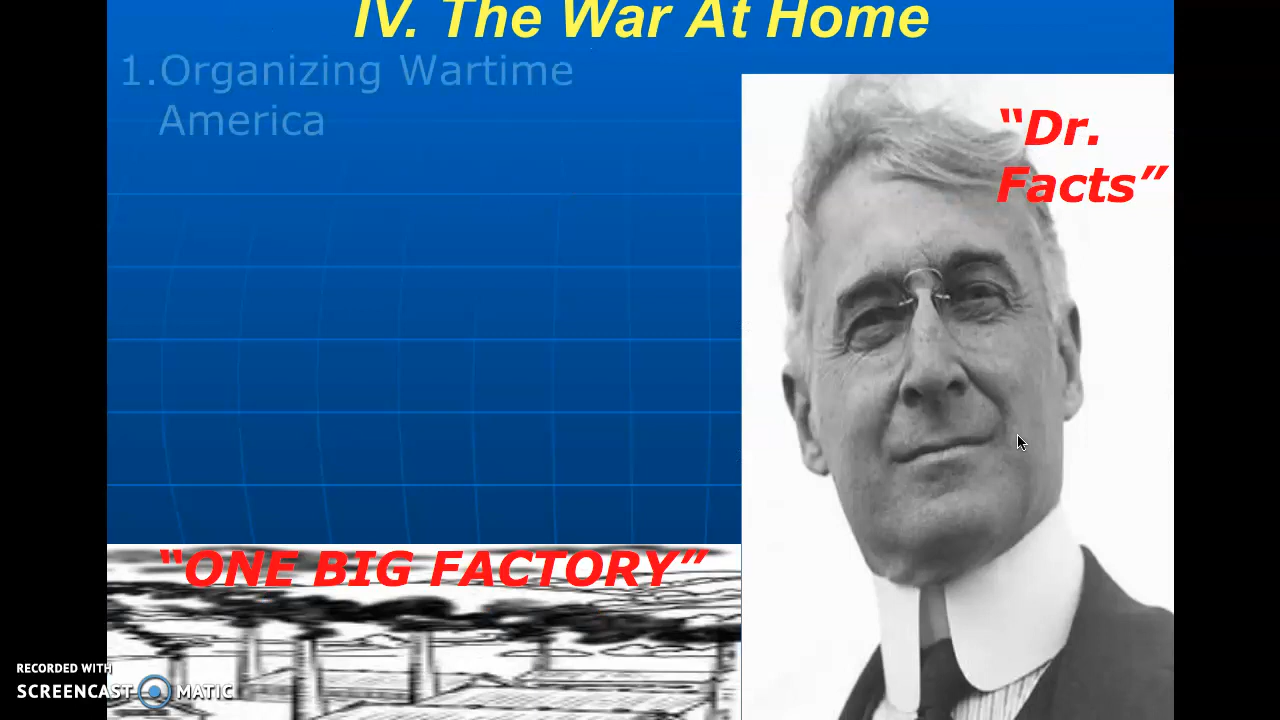 IV. The War At Home
1.Organizing Wartime
America
“Dr.
Facts”
“ONE BIG FACTORY”
RECORDED WITH
SCREENCAST MATIC